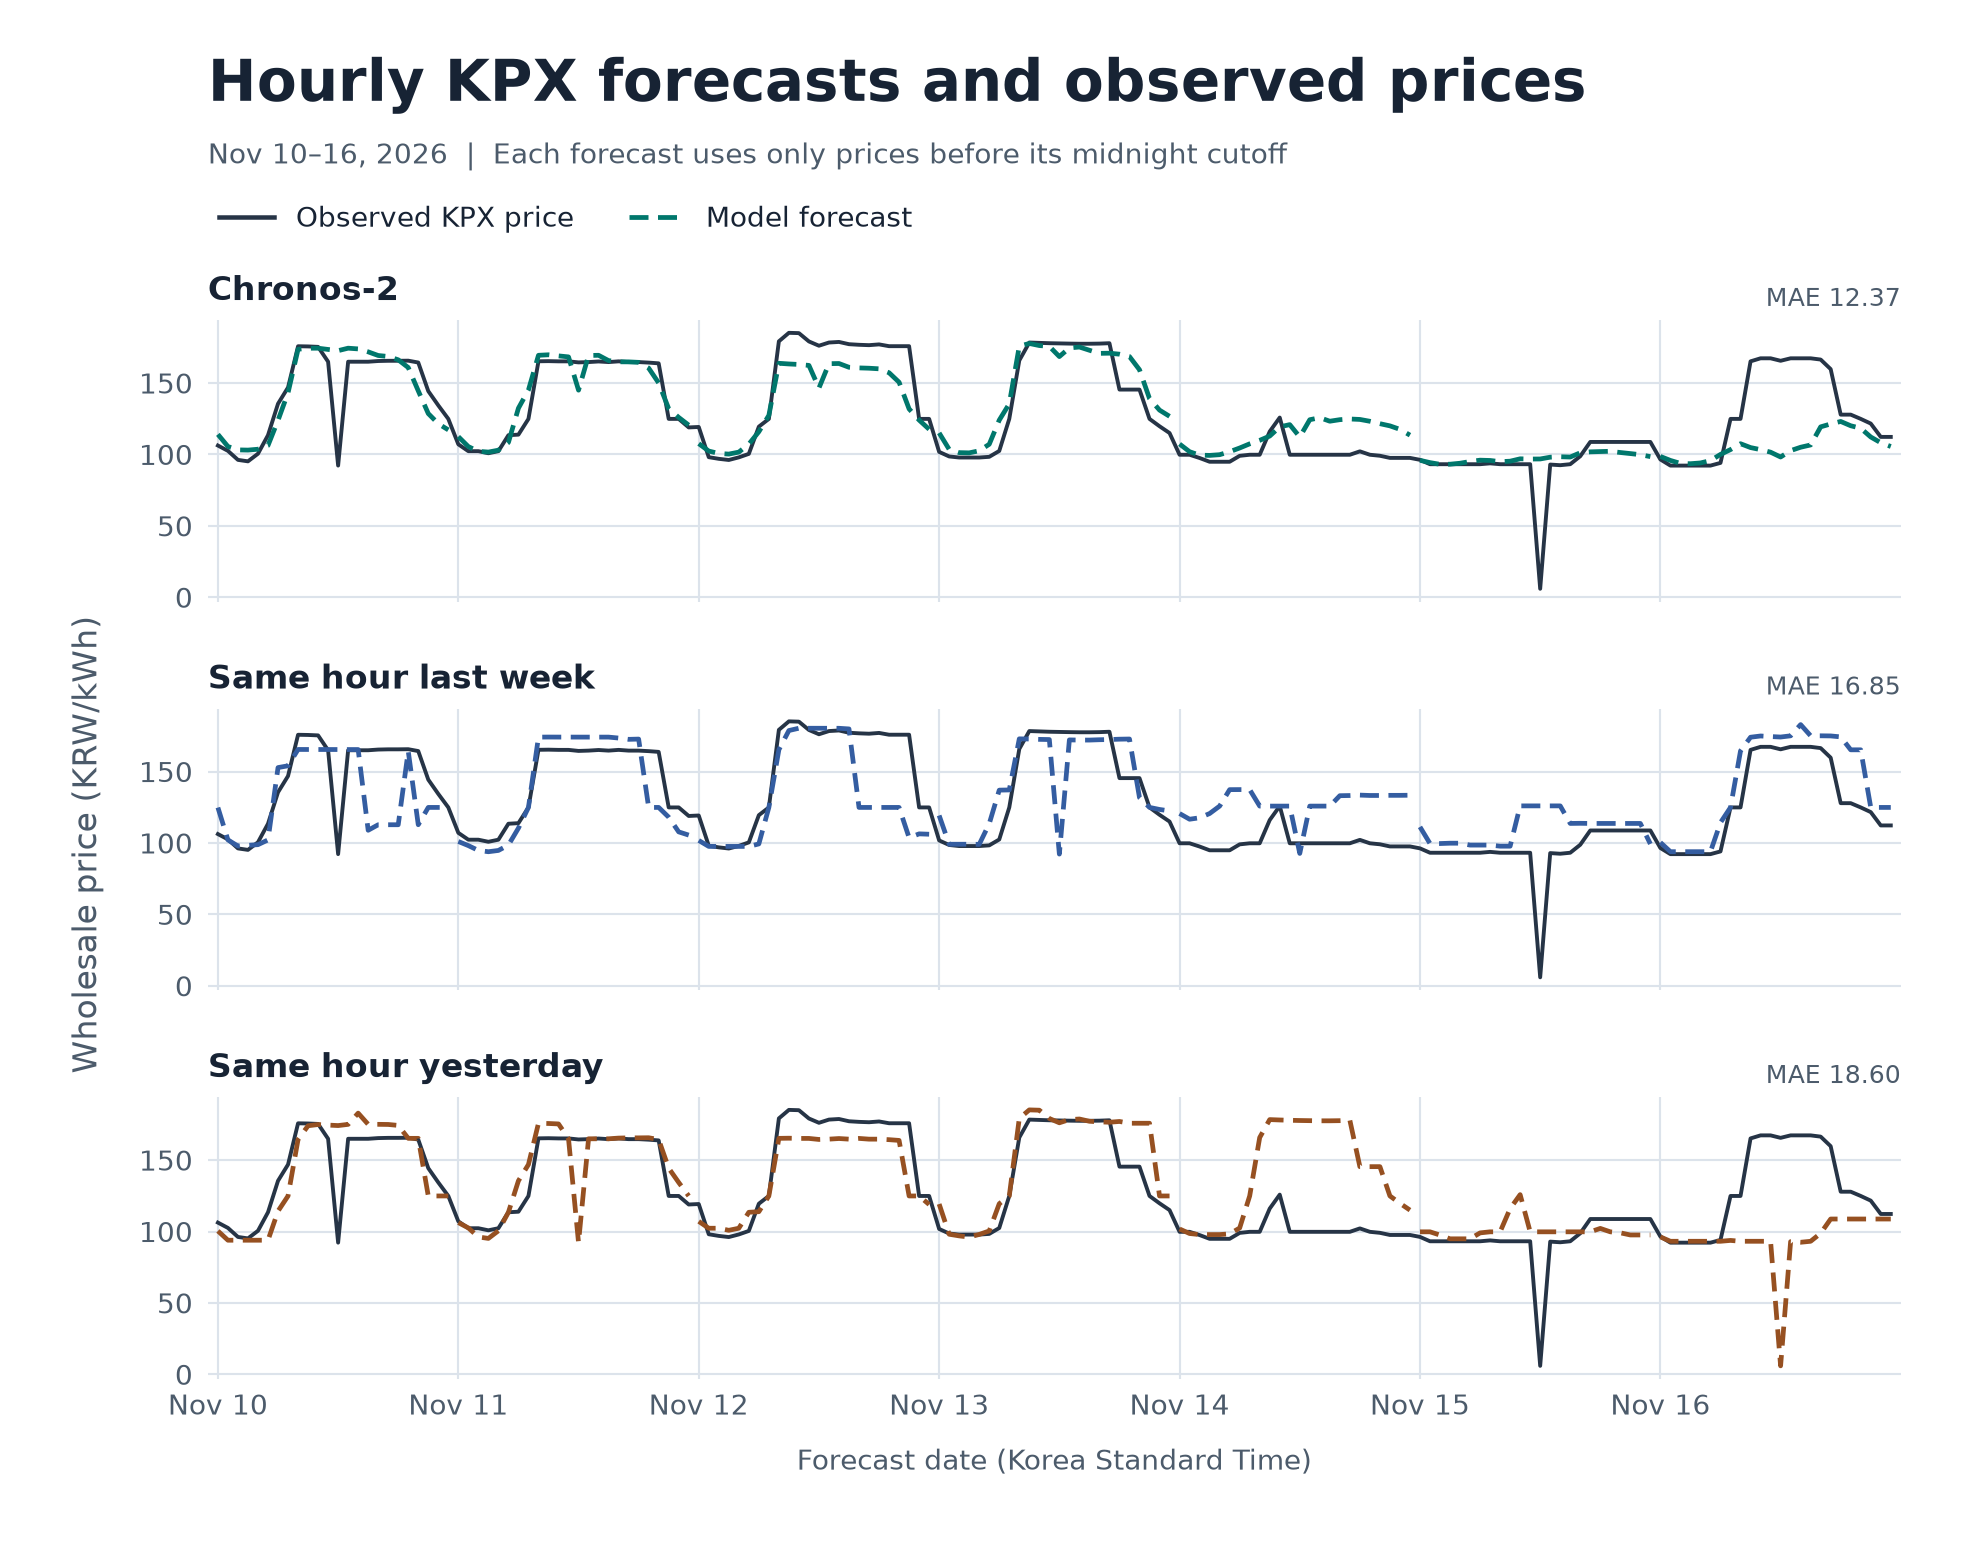 Hourly KPX forecasts and observed prices
Nov 10–16, 2026 | Each forecast uses only prices before its midnight cutoff
Observed KPX price
Model forecast
Chronos-2
MAE 12.37
150
100
50
0
Same hour last week
MAE 16.85
150
100
50
0
Wholesale price (KRW/kWh)
Same hour yesterday
MAE 18.60
150
100
50
0
Nov 10 Nov 11 Nov 12 Nov 13 Nov 14 Nov 15 Nov 16
Forecast date (Korea Standard Time)